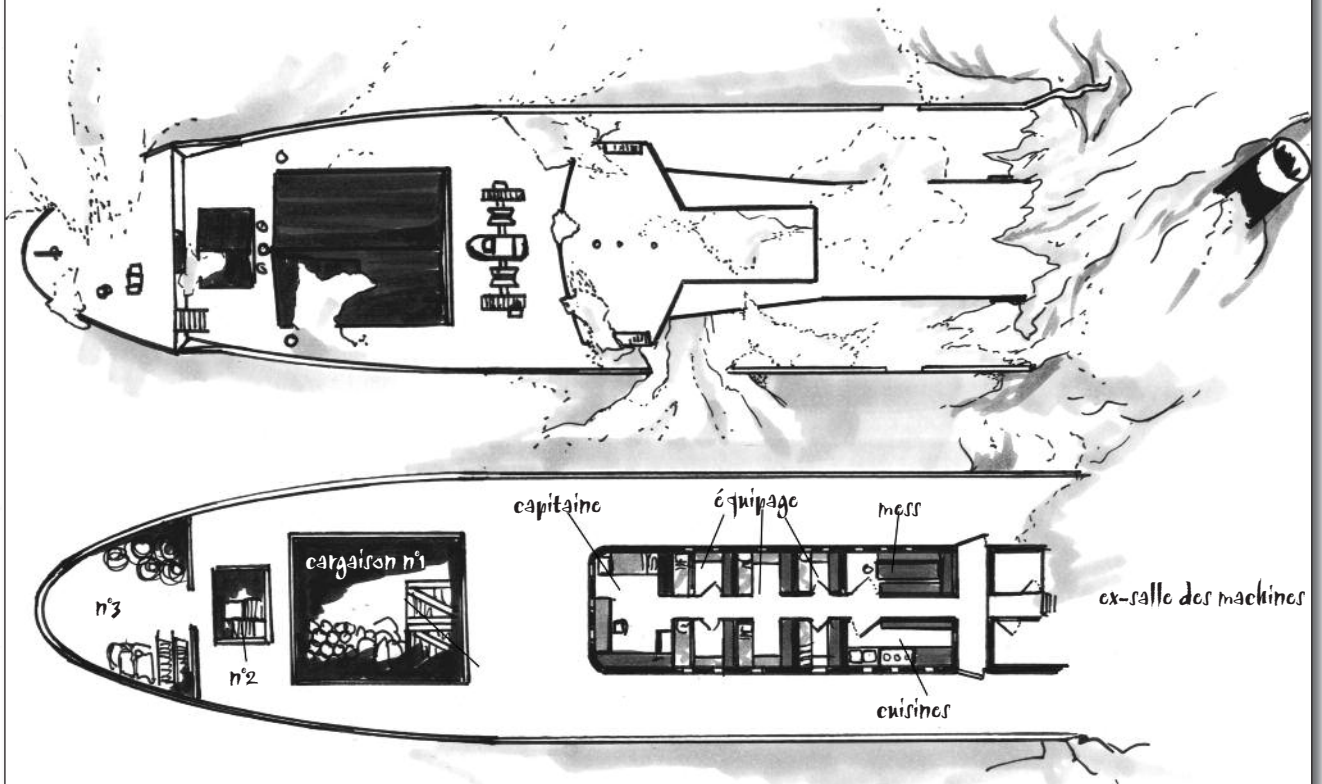 capitaine
équipage
mess
cargaison n°1
n°3
n°2
ex-salle des machines
cuisines